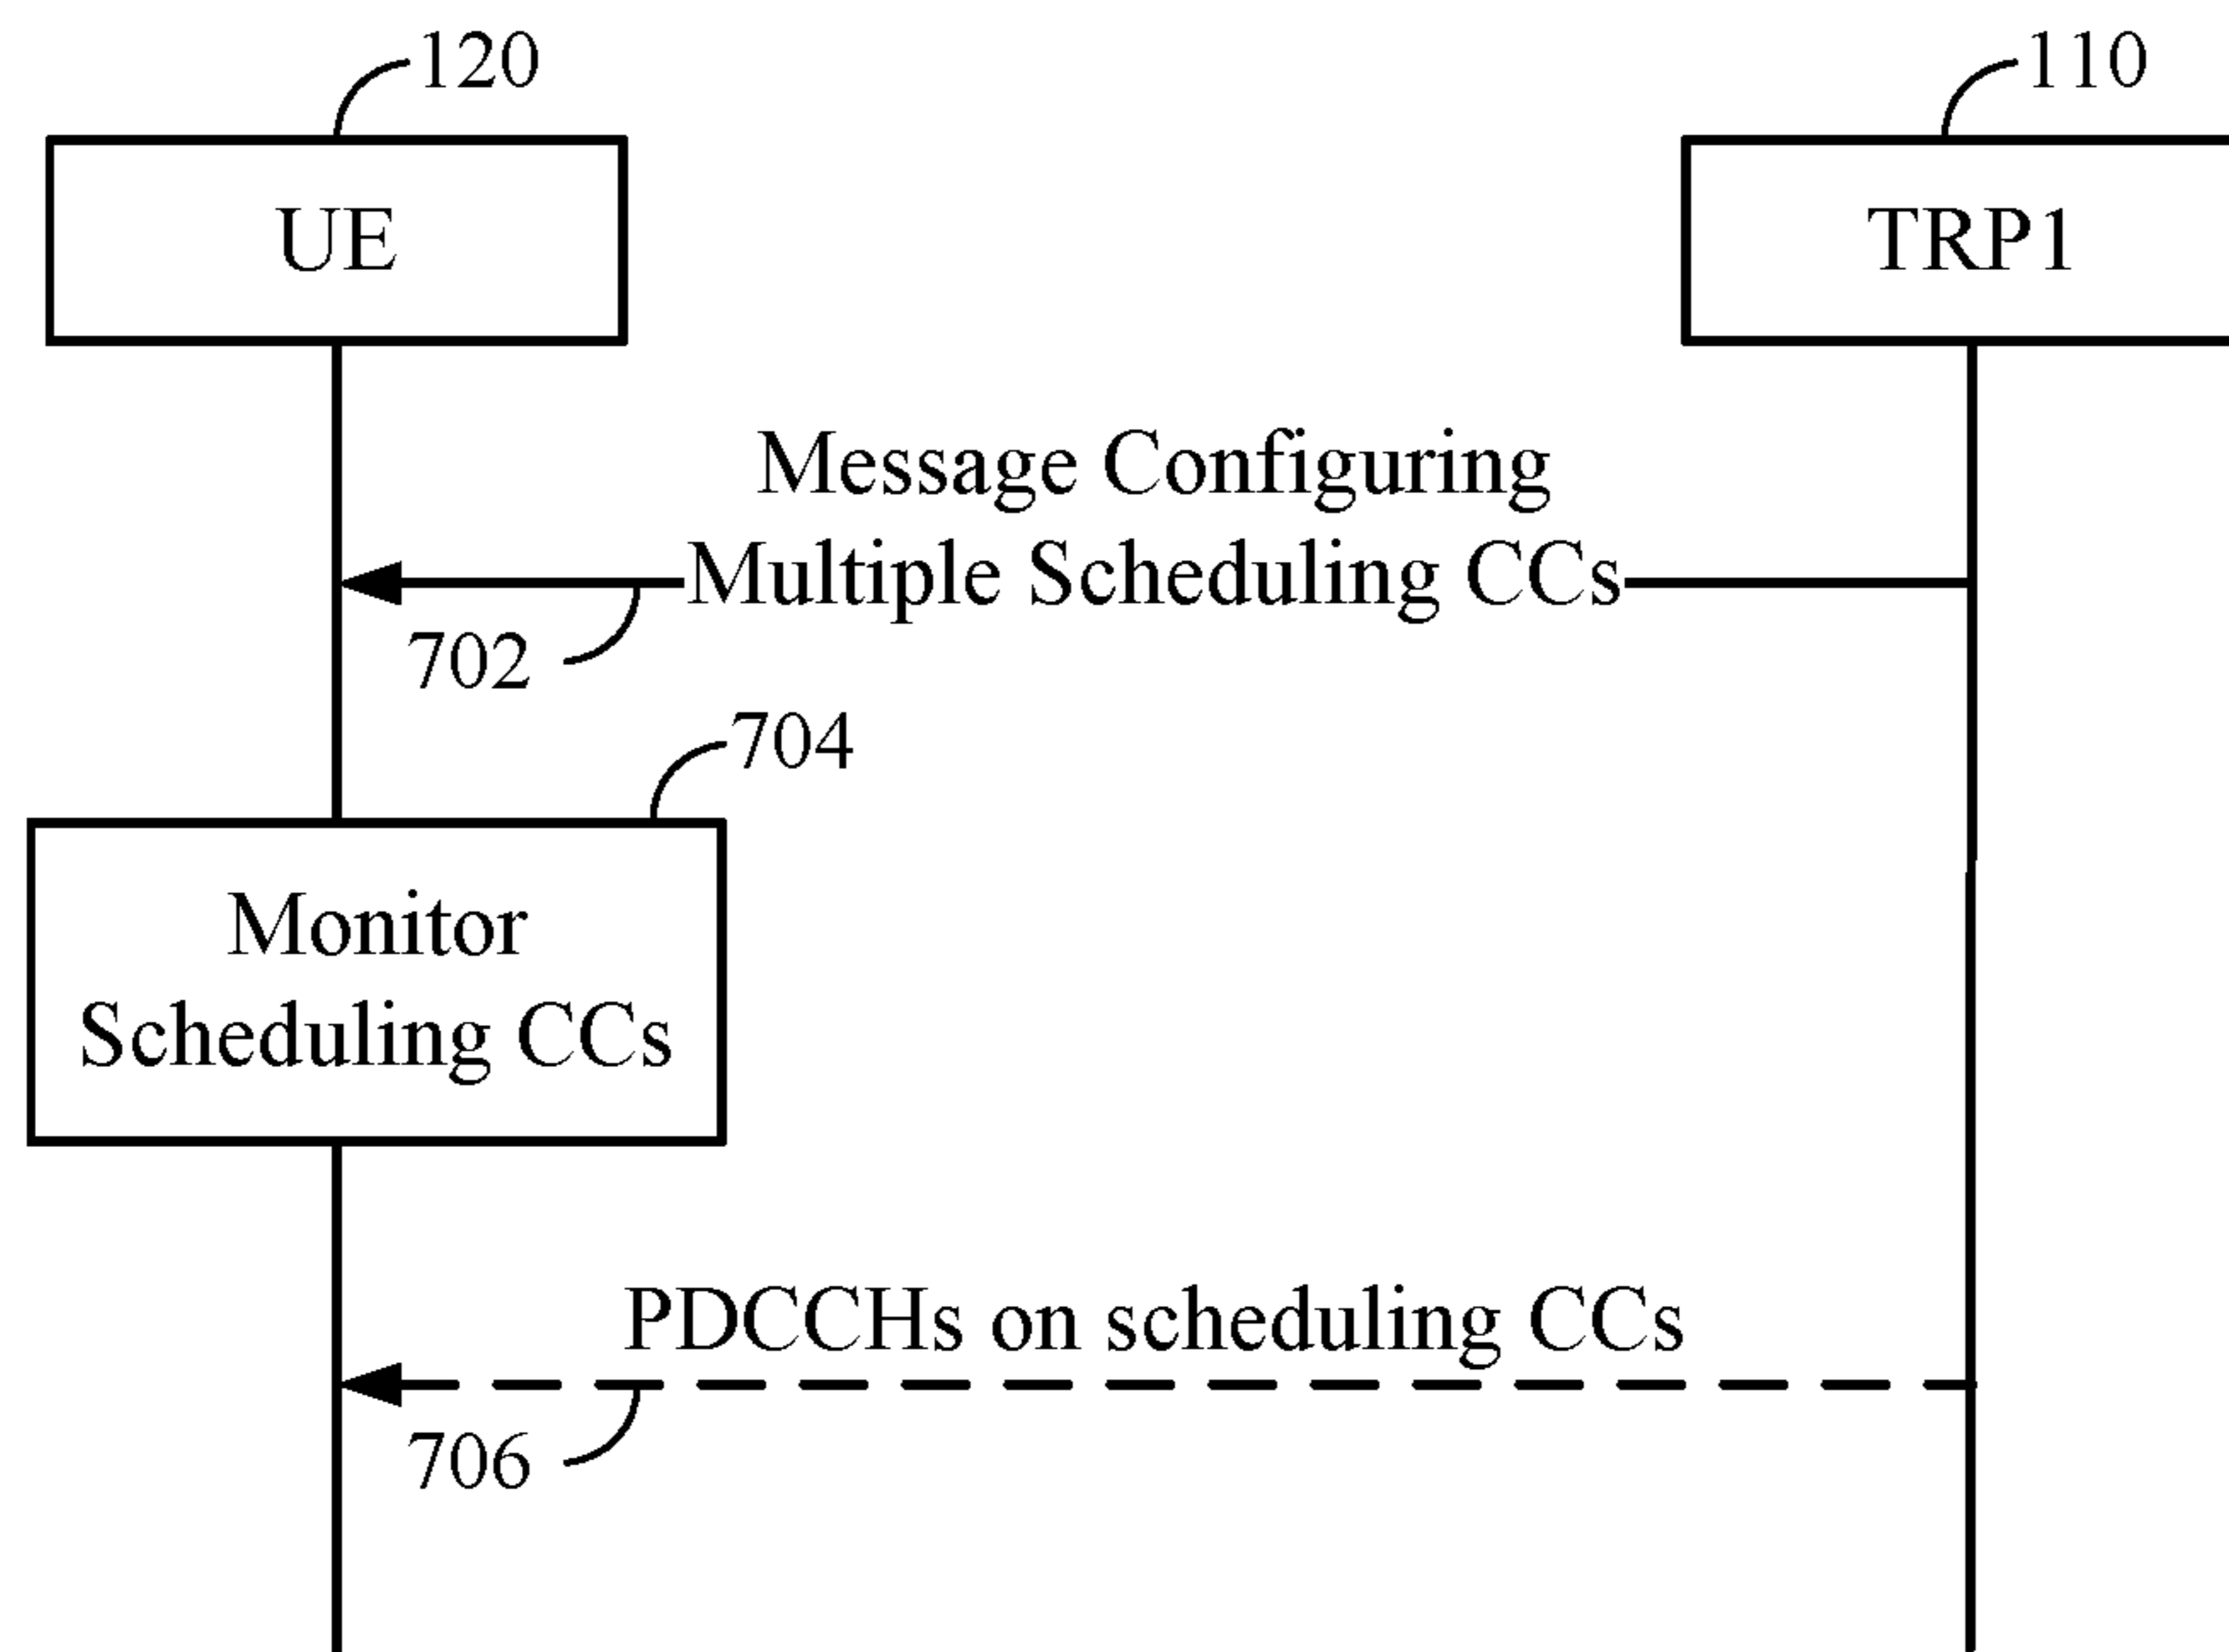 120
110
UE
TRP1
Message Configuring
Multiple Scheduling CCs
702
704
Monitor
Scheduling CCs
PDCCHs on scheduling CCs
706